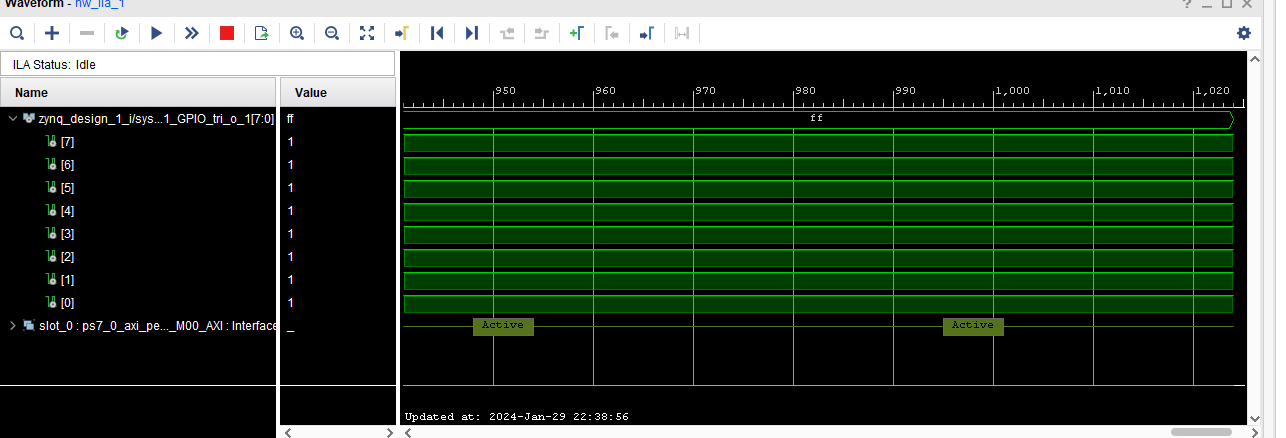 Waveform - hw_ila_1
ILA Status: Idle
Name Value
950 960 970 980 990 1,000 1,010 1,020
zynq_design_1_i/sys...1_GPIO_tri_o_1[7:0] ff ff
[7] 1
[6] 1
[5] 1
[4] 1
[3] 1
[2] 1
[1] 1
[0] 1
slot_0 : ps7_0_axi_pe..._M00_AXI : Interface _ Active Active
Updated at: 2024-Jan-29 22:38:56